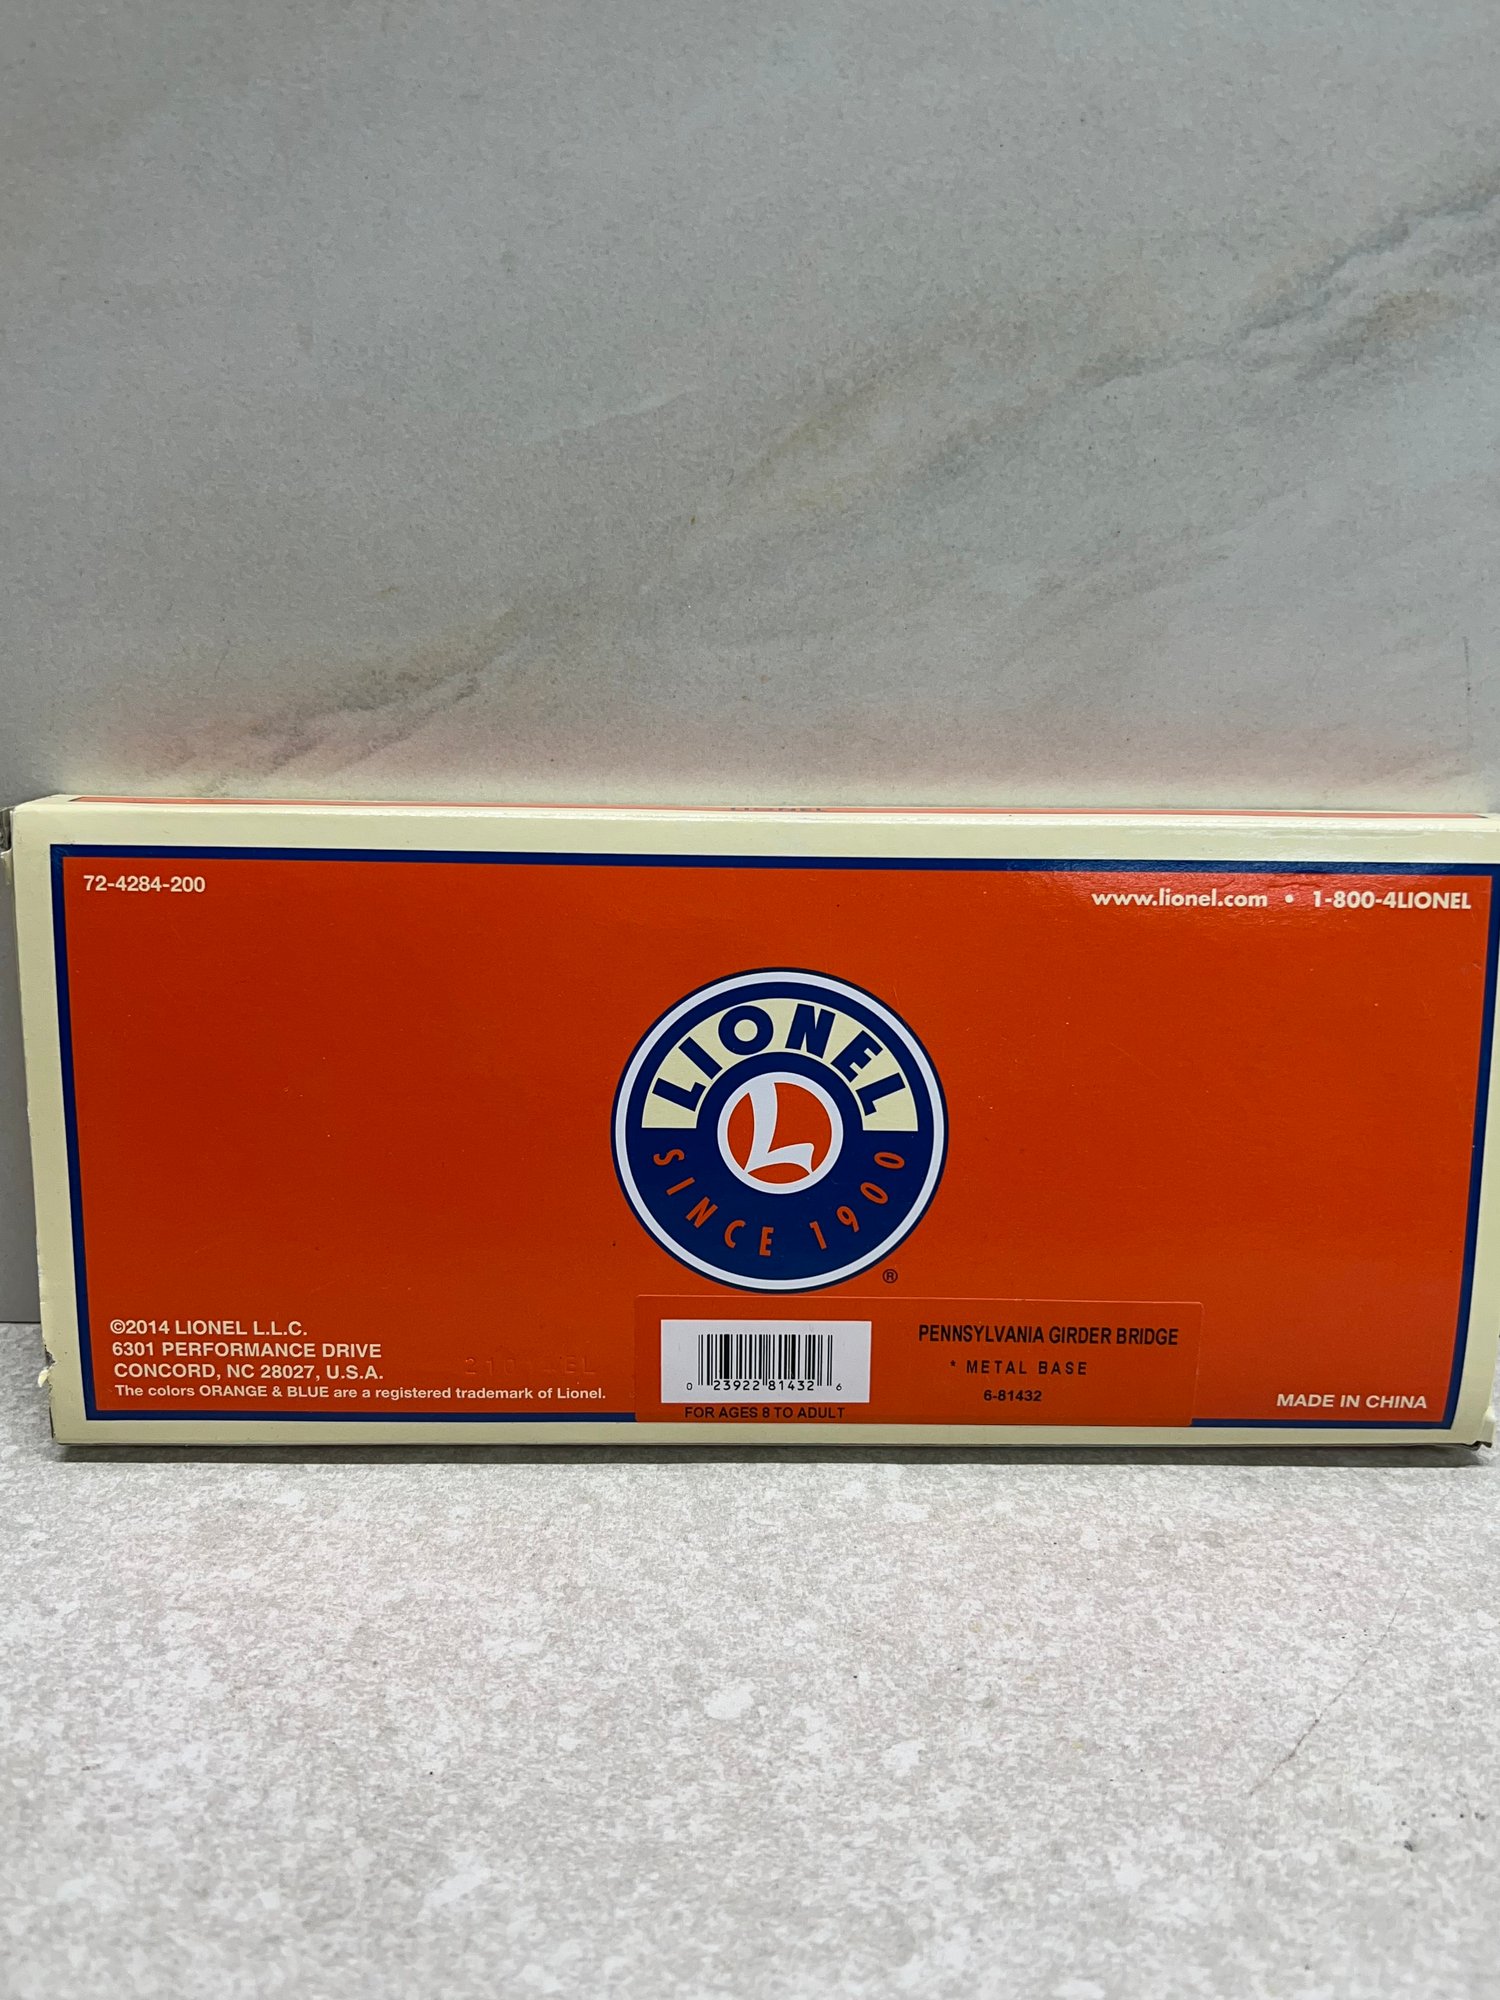 72-4284-200
www.lionel.com • 1-800-4LIONEL
LIONEL
L
SINCE 1900
®
©2014 LIONEL L.L.C.
6301 PERFORMANCE DRIVE
CONCORD, NC 28027, U.S.A.
The colors ORANGE & BLUE are a registered trademark of Lionel.
0 23922 81432 6
FOR AGES 8 TO ADULT
PENNSYLVANIA GIRDER BRIDGE
* METAL BASE
6-81432
MADE IN CHINA